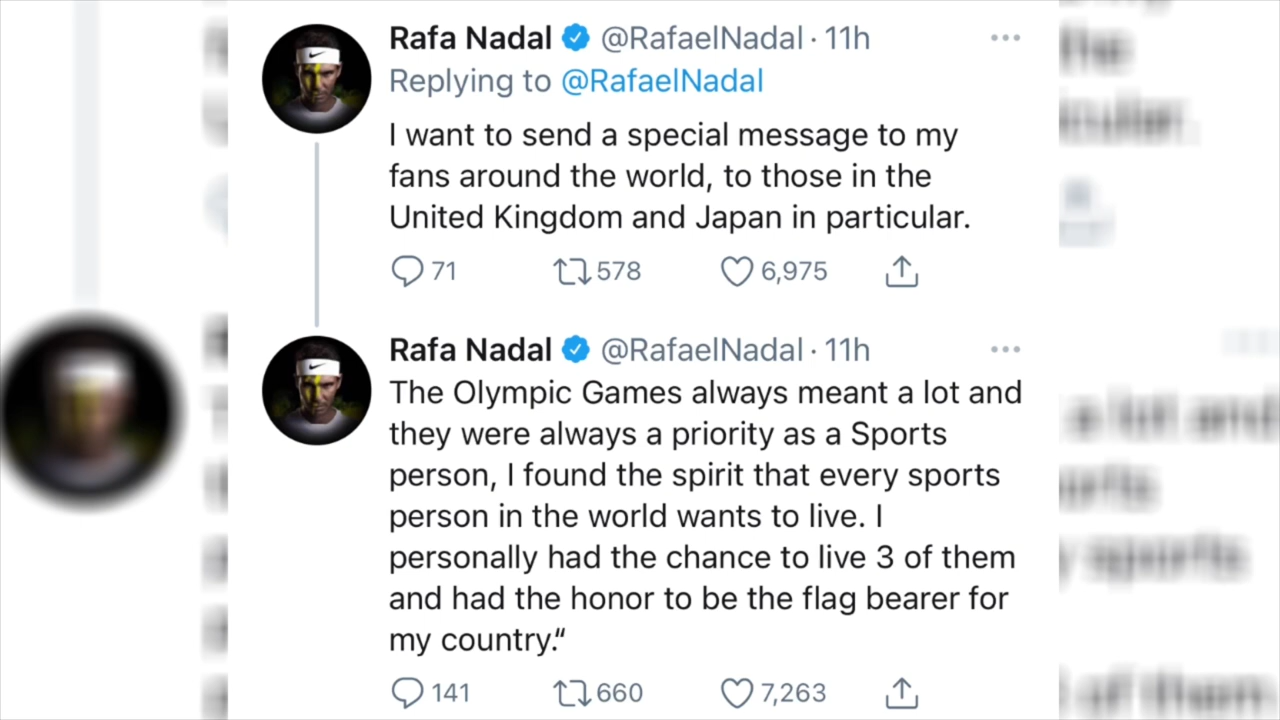 Rafa Nadal @RafaelNadal · 11h
Replying to @RafaelNadal
I want to send a special message to my
fans around the world, to those in the
United Kingdom and Japan in particular.
71 578 6,975
Rafa Nadal @RafaelNadal · 11h
The Olympic Games always meant a lot and
they were always a priority as a Sports
person, I found the spirit that every sports
person in the world wants to live. I
personally had the chance to live 3 of them
and had the honor to be the flag bearer for
my country.“
141 660 7,263